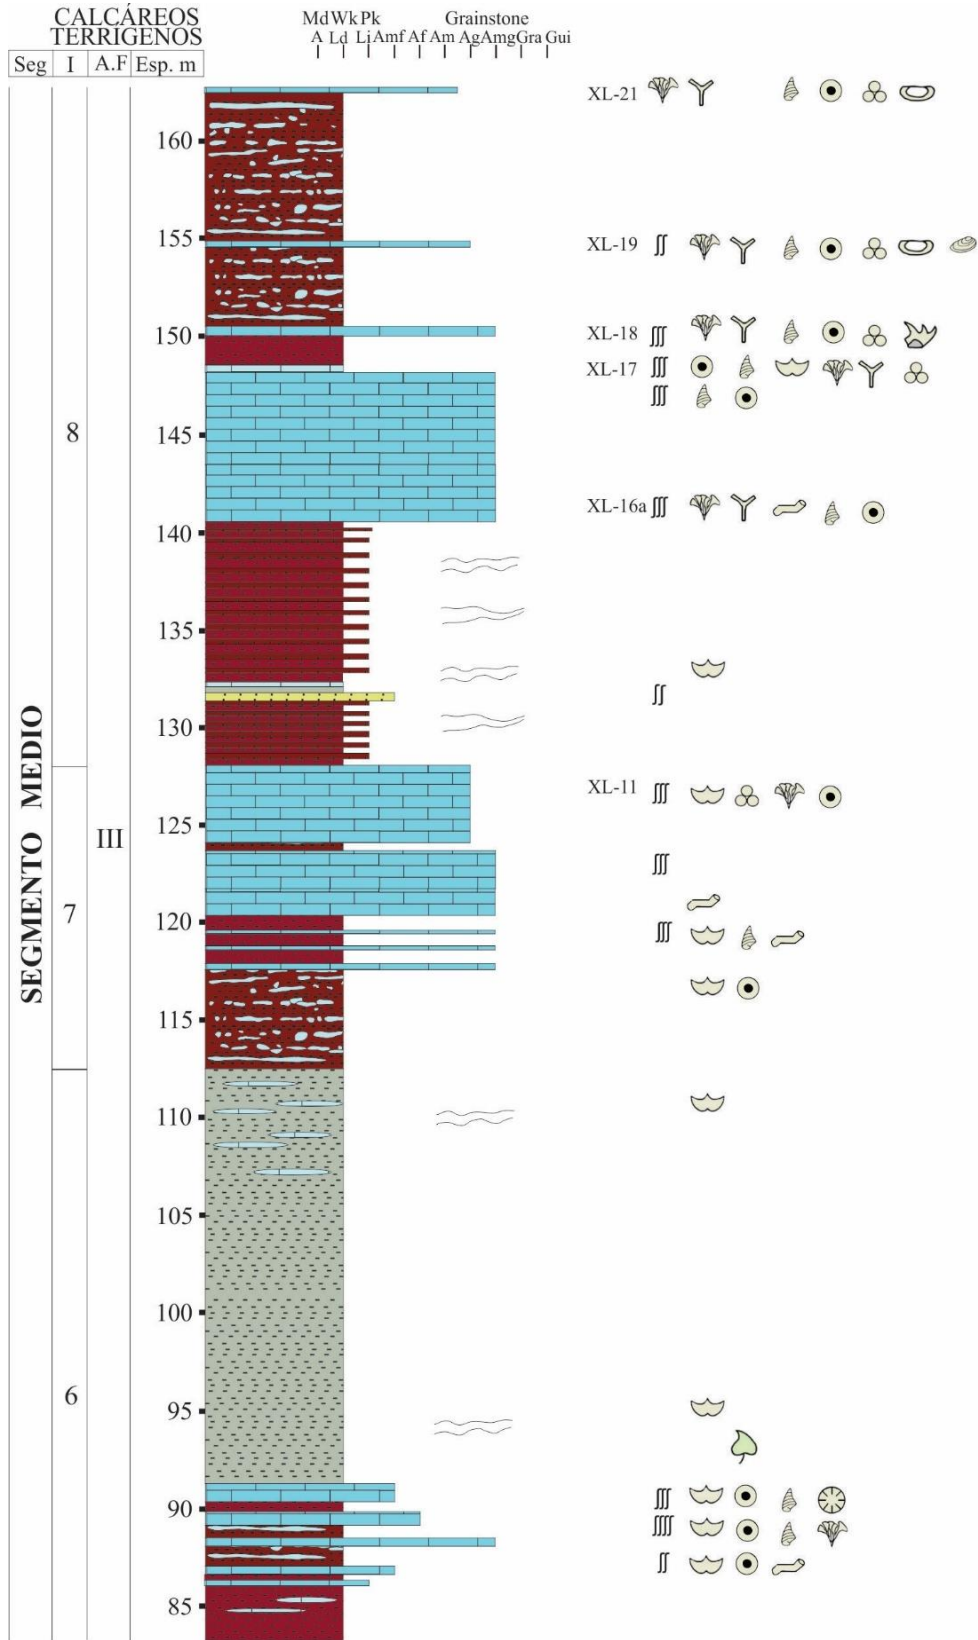 CALCÁREOS
TERRIGENOS
Md Wk Pk Grainstone
A Ld Li Amf Af Am Ag Amg Gra Gui
Seg I A.F Esp. m
XL-21
160
155
XL-19
150
XL-18
XL-17
8
145
XL-16a
140
135
130
SEGMENTO MEDIO
XL-11
125
III
120
7
115
110
105
100
6
95
90
85